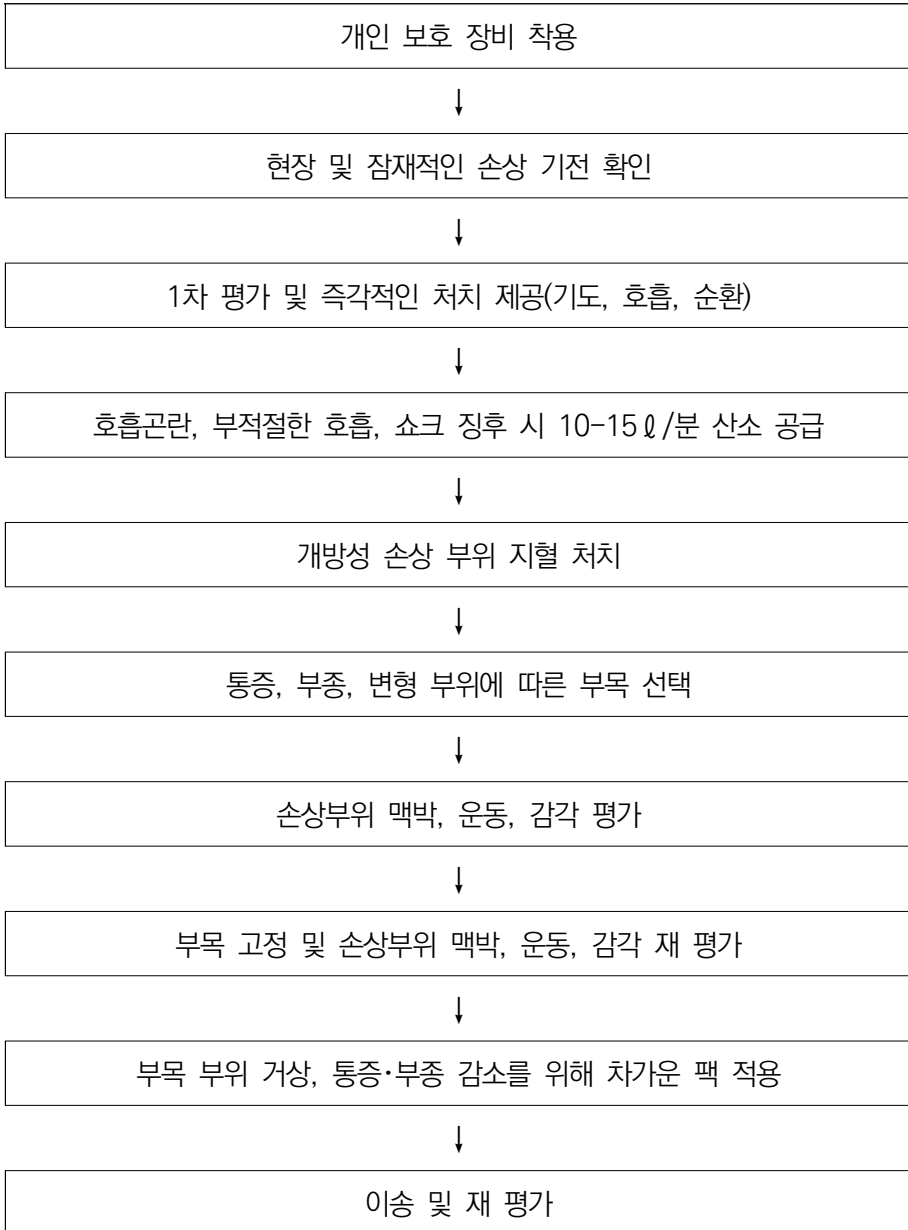 개인 보호 장비 착용
↓
현장 및 잠재적인 손상 기전 확인
↓
1차 평가 및 즉각적인 처치 제공(기도, 호흡, 순환)
↓
호흡곤란, 부적절한 호흡, 쇼크 징후 시 10-15ℓ/분 산소 공급
↓
개방성 손상 부위 지혈 처치
↓
통증, 부종, 변형 부위에 따른 부목 선택
↓
손상부위 맥박, 운동, 감각 평가
↓
부목 고정 및 손상부위 맥박, 운동, 감각 재 평가
↓
부목 부위 거상, 통증·부종 감소를 위해 차가운 팩 적용
↓
이송 및 재 평가